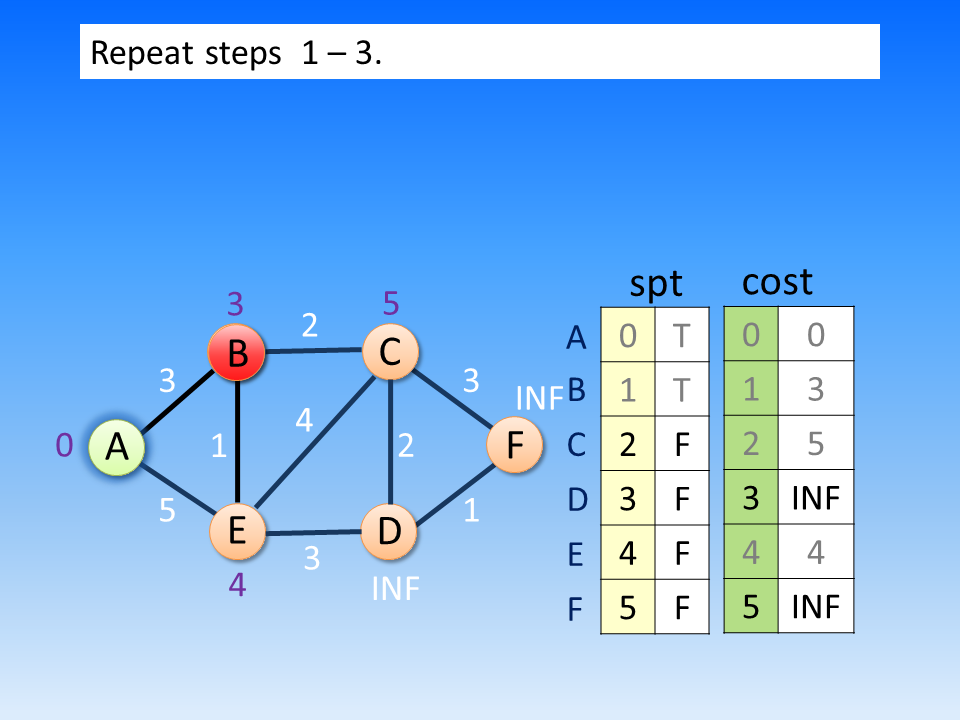 Repeat steps 1 – 3.
spt cost
3 5
2
A 0 T 0 0
B C
3 3
B 1 T 1 3
INF
4
0 A 1 2 F
C 2 F 2 5
D 3 F 3 INF
5 1
E D
3
E 4 F 4 4
4 INF
F 5 F 5 INF